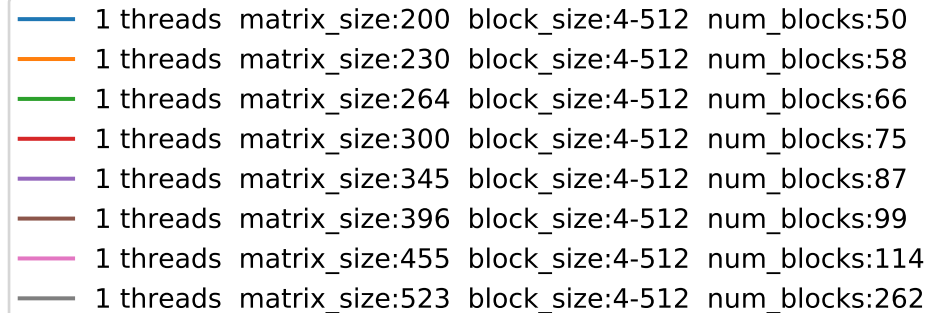 1 threads  matrix_size:200  block_size:4-512  num_blocks:50
1 threads  matrix_size:230  block_size:4-512  num_blocks:58
1 threads  matrix_size:264  block_size:4-512  num_blocks:66
1 threads  matrix_size:300  block_size:4-512  num_blocks:75
1 threads  matrix_size:345  block_size:4-512  num_blocks:87
1 threads  matrix_size:396  block_size:4-512  num_blocks:99
1 threads  matrix_size:455  block_size:4-512  num_blocks:114
1 threads  matrix_size:523  block_size:4-512  num_blocks:262